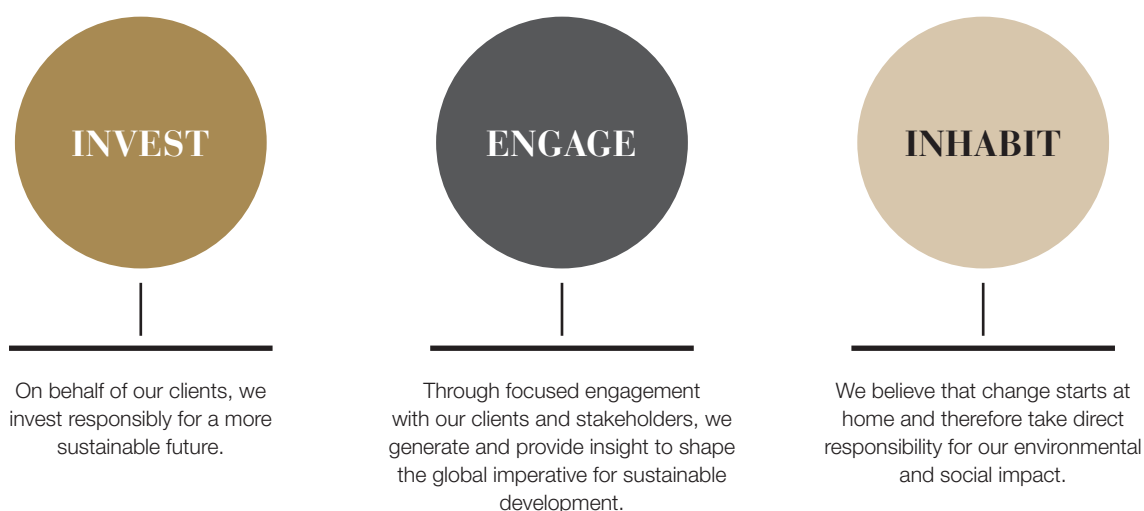 INVEST
On behalf of our clients, we
invest responsibly for a more
sustainable future.
ENGAGE
Through focused engagement
with our clients and stakeholders, we
generate and provide insight to shape
the global imperative for sustainable
development.
INHABIT
We believe that change starts at
home and therefore take direct
responsibility for our environmental
and social impact.